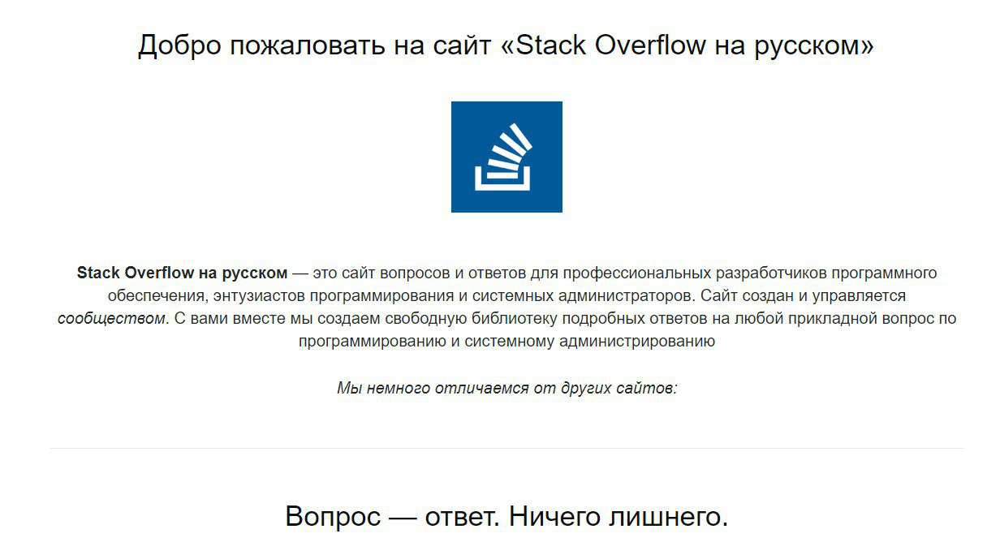 Добро пожаловать на сайт «Stack Overflow на русском»
Stack Overflow на русском — это сайт вопросов и ответов для профессиональных разработчиков программного
обеспечения, энтузиастов программирования и системных администраторов. Сайт создан и управляется
сообществом. С вами вместе мы создаем свободную библиотеку подробных ответов на любой прикладной вопрос по
программированию и системному администрированию
Мы немного отличаемся от других сайтов:
Вопрос — ответ. Ничего лишнего.